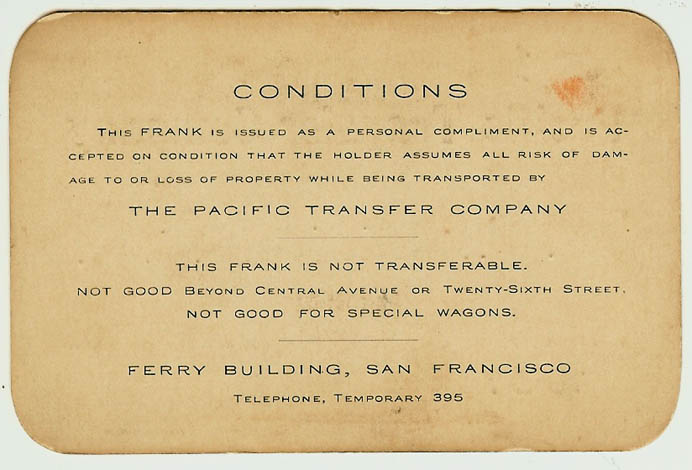 CONDITIONS
THIS FRANK IS ISSUED AS A PERSONAL COMPLIMENT, AND IS AC-
CEPTED ON CONDITION THAT THE HOLDER ASSUMES ALL RISK OF DAM-
AGE TO OR LOSS OF PROPERTY WHILE BEING TRANSPORTED BY
THE PACIFIC TRANSFER COMPANY
THIS FRANK IS NOT TRANSFERABLE.
NOT GOOD BEYOND CENTRAL AVENUE OR TWENTY-SIXTH STREET.
NOT GOOD FOR SPECIAL WAGONS.
FERRY BUILDING, SAN FRANCISCO
TELEPHONE, TEMPORARY 395